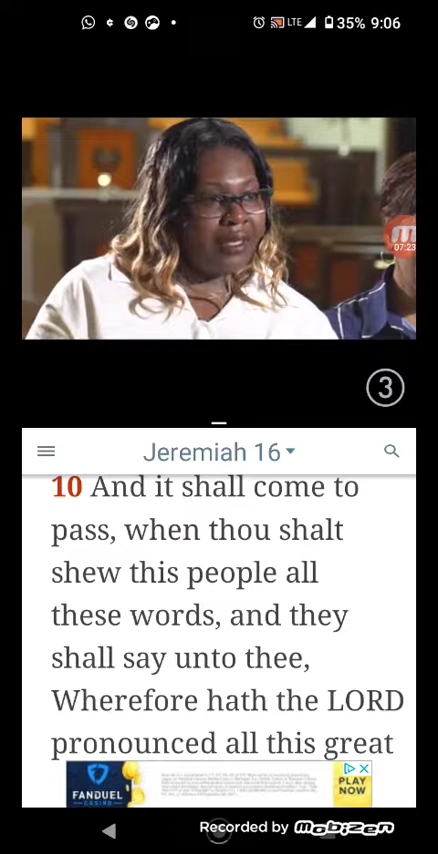 LTE 35% 9:06
07:23
3
Jeremiah 16
10 And it shall come to
pass, when thou shalt
shew this people all
these words, and they
shall say unto thee,
Wherefore hath the LORD
pronounced all this great
FANDUEL
CASINO
PLAY
NOW
Recorded by mobizen